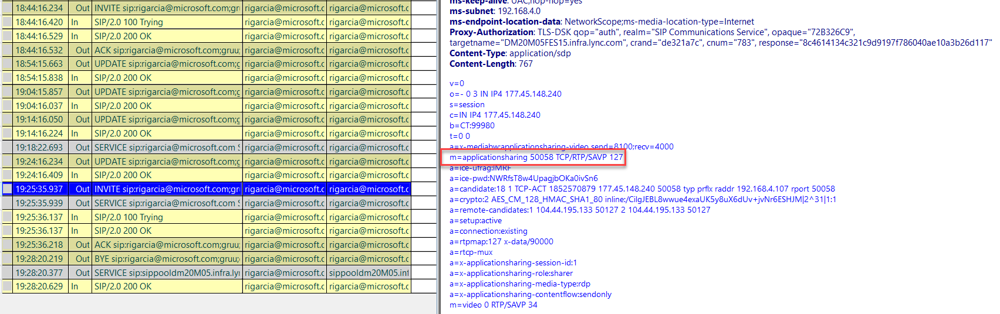 18:44:16.234 Out INVITE sip:rigarcia@microsoft.com;gru rigarcia@microsoft.c rigarcia@microsoft.c
18:44:16.420 In SIP/2.0 100 Trying rigarcia@microsoft.c rigarcia@microsoft.c
18:44:16.529 In SIP/2.0 200 OK rigarcia@microsoft.c rigarcia@microsoft.c
18:44:16.532 Out ACK sip:rigarcia@microsoft.com;gruu; rigarcia@microsoft.c rigarcia@microsoft.c
18:54:15.663 Out UPDATE sip:rigarcia@microsoft.com;g rigarcia@microsoft.c rigarcia@microsoft.c
18:54:15.838 In SIP/2.0 200 OK rigarcia@microsoft.c rigarcia@microsoft.c
19:04:15.857 Out UPDATE sip:rigarcia@microsoft.com;g rigarcia@microsoft.c rigarcia@microsoft.c
19:04:16.037 In SIP/2.0 200 OK rigarcia@microsoft.c rigarcia@microsoft.c
19:14:16.050 Out UPDATE sip:rigarcia@microsoft.com;g rigarcia@microsoft.c rigarcia@microsoft.c
19:14:16.224 In SIP/2.0 200 OK rigarcia@microsoft.c rigarcia@microsoft.c
19:18:22.693 Out SERVICE sip:rigarcia@microsoft.com S rigarcia@microsoft.c rigarcia@microsoft.c
19:24:16.234 Out UPDATE sip:rigarcia@microsoft.com;g rigarcia@microsoft.c rigarcia@microsoft.c
19:24:16.409 In SIP/2.0 200 OK rigarcia@microsoft.c rigarcia@microsoft.c
19:25:35.937 Out INVITE sip:rigarcia@microsoft.com;gru rigarcia@microsoft.c rigarcia@microsoft.c
19:25:35.939 Out SERVICE sip:rigarcia@microsoft.com S rigarcia@microsoft.c rigarcia@microsoft.c
19:25:36.137 In SIP/2.0 100 Trying rigarcia@microsoft.c rigarcia@microsoft.c
19:25:36.137 In SIP/2.0 200 OK rigarcia@microsoft.c rigarcia@microsoft.c
19:25:36.218 Out ACK sip:rigarcia@microsoft.com;gruu; rigarcia@microsoft.c rigarcia@microsoft.c
19:28:20.219 Out BYE sip:rigarcia@microsoft.com;gruu; rigarcia@microsoft.c rigarcia@microsoft.c
19:28:20.377 Out SERVICE sip:sippooldm20M05.infra.ly rigarcia@microsoft.c sippooldm20M05.inf
19:28:20.629 In SIP/2.0 200 OK rigarcia@microsoft.c rigarcia@microsoft.c
ms-keep-alive: UAC;hop-hop=yes
ms-subnet: 192.168.4.0
ms-endpoint-location-data: NetworkScope;ms-media-location-type=Internet
Proxy-Authorization: TLS-DSK qop="auth", realm="SIP Communications Service", opaque="72B326C9",
targetname="DM20M05FES15.infra.lync.com", crand="de321a7c", cnum="783", response="8c4614134c321c9d9197f786040ae10a3b26d117"
Content-Type: application/sdp
Content-Length: 767
v=0
o=- 0 3 IN IP4 177.45.148.240
s=session
c=IN IP4 177.45.148.240
b=CT:99980
t=0 0
a=x-mediabw:applicationsharing-video send=8100;recv=4000
m=applicationsharing 50058 TCP/RTP/SAVP 127
a=ice-ufrag:IMRF
a=ice-pwd:NWRfsT8w4UpagjbOKa0ivSn6
a=candidate:18 1 TCP-ACT 1852570879 177.45.148.240 50058 typ prflx raddr 192.168.4.107 rport 50058
a=crypto:2 AES_CM_128_HMAC_SHA1_80 inline:/CilgJEBL8wwue4exaUK5y8uX6dUv+jvNr6ESHJM|2^31|1:1
a=remote-candidates:1 104.44.195.133 50127 2 104.44.195.133 50127
a=setup:active
a=connection:existing
a=rtpmap:127 x-data/90000
a=rtcp-mux
a=x-applicationsharing-session-id:1
a=x-applicationsharing-role:sharer
a=x-applicationsharing-media-type:rdp
a=x-applicationsharing-contentflow:sendonly
m=video 0 RTP/SAVP 34